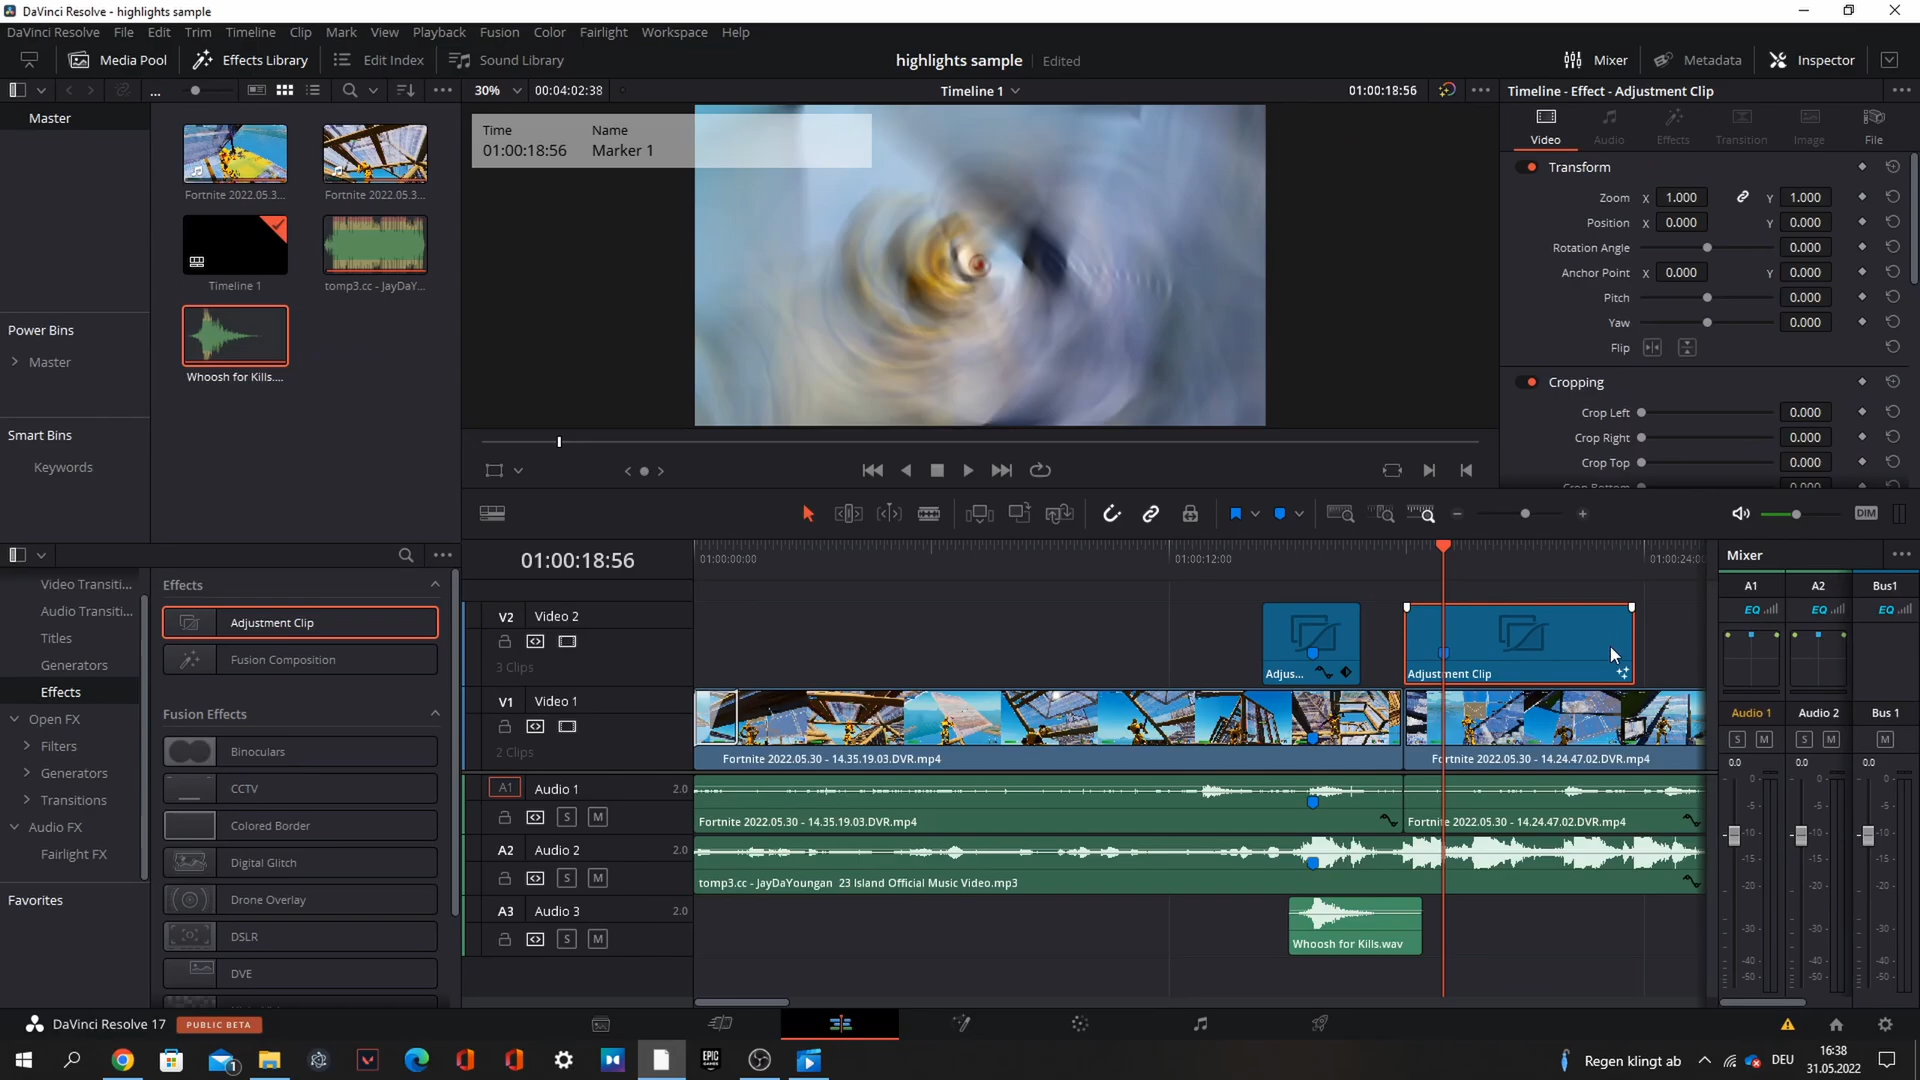 DaVinci Resolve - highlights sample
DaVinci Resolve File Edit Trim Timeline Clip Mark View Playback Fusion Color Fairlight Workspace Help
Media Pool Effects Library Edit Index Sound Library highlights sample Edited Mixer Metadata Inspector
... 30% 00:04:02:38 Timeline 1 01:00:18:56 Timeline - Effect - Adjustment Clip
Master
Fortnite 2022.05.3...
Fortnite 2022.05.3...
Timeline 1
tomp3.cc - JayDaY...
Whoosh for Kills....
Power Bins
Master
Smart Bins
Keywords
Time Name
01:00:18:56 Marker 1
Video Audio Effects Transition Image File
Transform
Zoom X 1.000 Y 1.000
Position X 0.000 Y 0.000
Rotation Angle 0.000
Anchor Point X 0.000 Y 0.000
Pitch 0.000
Yaw 0.000
Flip
Cropping
Crop Left 0.000
Crop Right 0.000
Crop Top 0.000
Crop Bottom 0.000
DIM
Video Transiti...
Audio Transiti...
Titles
Generators
Effects
Open FX
Filters
Generators
Transitions
Audio FX
Fairlight FX
Favorites
Effects
Adjustment Clip
Fusion Composition
Fusion Effects
Binoculars
CCTV
Colored Border
Digital Glitch
Drone Overlay
DSLR
DVE
01:00:18:56
01:00:00:00 01:00:12:00 01:00:24:0
V2 Video 2
3 Clips
Adjus... Adjustment Clip
V1 Video 1
2 Clips
Fortnite 2022.05.30 - 14.35.19.03.DVR.mp4 Fortnite 2022.05.30 - 14.24.47.02.DVR.mp4
A1 Audio 1 2.0
S M
Fortnite 2022.05.30 - 14.35.19.03.DVR.mp4 Fortnite 2022.05.30 - 14.24.47.02.DVR.mp4
A2 Audio 2 2.0
S M
tomp3.cc - JayDaYoungan 23 Island Official Music Video.mp3
A3 Audio 3 2.0
S M
Whoosh for Kills.wav
Mixer
A1 A2 Bus1
EQ EQ EQ
Audio 1 Audio 2 Bus 1
S M S M M
0.0 0.0 0.0
0- 0- 0-
-5- -5- -5-
-10- -10- -10-
-15- -15- -15-
-20- -20- -20-
-30- -30- -30-
-40- -40- -40-
-50- -50- -50-
DaVinci Resolve 17 PUBLIC BETA
1
EPIC GAMES
Regen klingt ab
DEU
16:38
31.05.2022